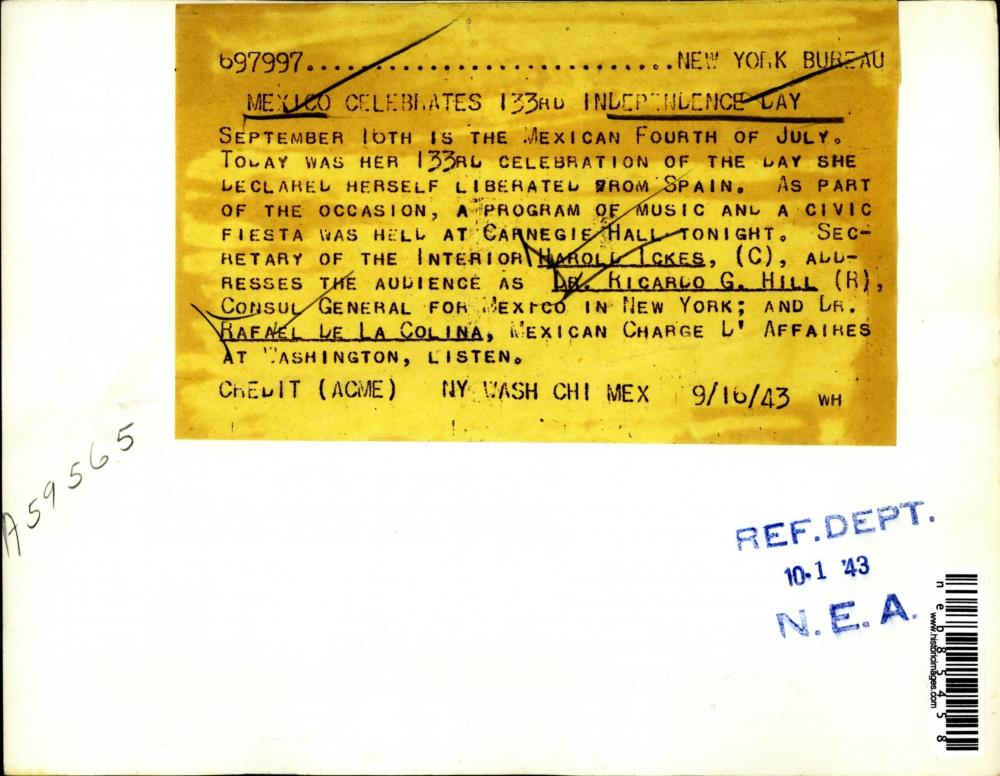 697997..............................NEW YORK BUREAU
MEXICO CELEBRATES 133RD INDEPENDENCE DAY
SEPTEMBER 16TH IS THE MEXICAN FOURTH OF JULY.
TODAY WAS HER 133RD CELEBRATION OF THE DAY SHE
DECLARED HERSELF LIBERATED FROM SPAIN. AS PART
OF THE OCCASION, A PROGRAM OF MUSIC AND A CIVIC
FIESTA WAS HELD AT CARNEGIE HALL TONIGHT. SEC-
RETARY OF THE INTERIOR HAROLD ICKES, (C), ADD-
RESSES THE AUDIENCE AS DR. RICARDO G. HILL (R),
CONSUL GENERAL FOR MEXICO IN NEW YORK; AND DR.
RAFAEL DE LA COLINA, MEXICAN CHARGE D' AFFAIRES
AT WASHINGTON, LISTEN.
CREDIT (ACME) NY WASH CHI MEX 9/16/43 WH
A59565
REF. DEPT.
10-1 '43
N.E.A.
www.historicimages.com
neb85458